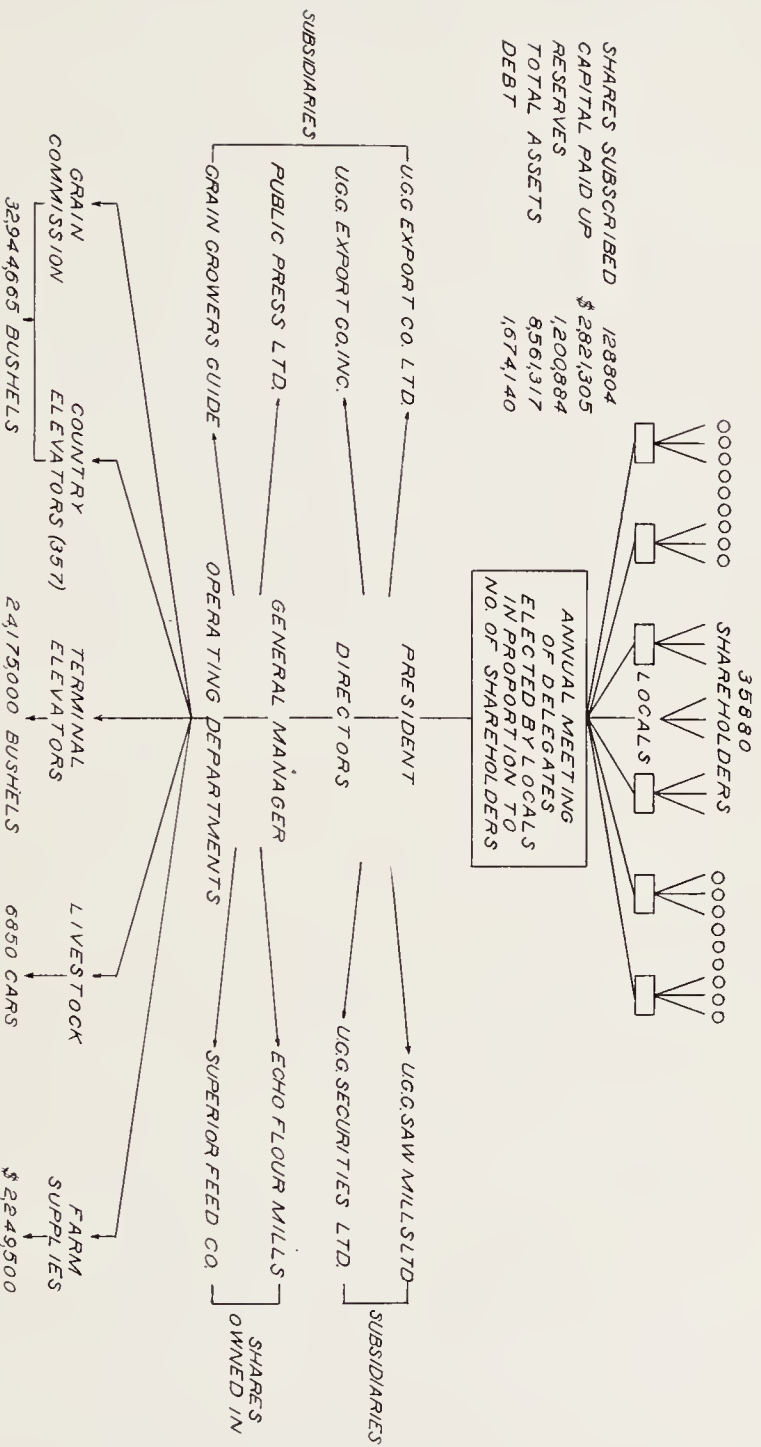 35880
SHAREHOLDERS
LOCALS
SHARES SUBSCRIBED 128804
CAPITAL PAID UP $2,821,305
RESERVES 1,200,884
TOTAL ASSETS 8,561,317
DEBT 1,674,140
ANNUAL MEETING
OF DELEGATES
ELECTED BY LOCALS
IN PROPORTION TO
NO. OF SHAREHOLDERS
PRESIDENT
DIRECTORS
GENERAL MANAGER
OPERATING DEPARTMENTS
SUBSIDIARIES
U.G.G EXPORT CO. LTD.
U.G.G. EXPORT CO, INC.
PUBLIC PRESS LTD.
GRAIN GROWERS GUIDE
U.G.G. SAW MILLS LTD
U.G.G. SECURITIES LTD.
SUBSIDIARIES
ECHO FLOUR MILLS
SUPERIOR FEED CO.
SHARES
OWNED IN
GRAIN
COMMISSION
COUNTRY
ELEVATORS (357)
32,944,665 BUSHELS
TERMINAL
ELEVATORS
24,175,000 BUSHELS
LIVESTOCK
6850 CARS
FARM
SUPPLIES
$ 2,249,500